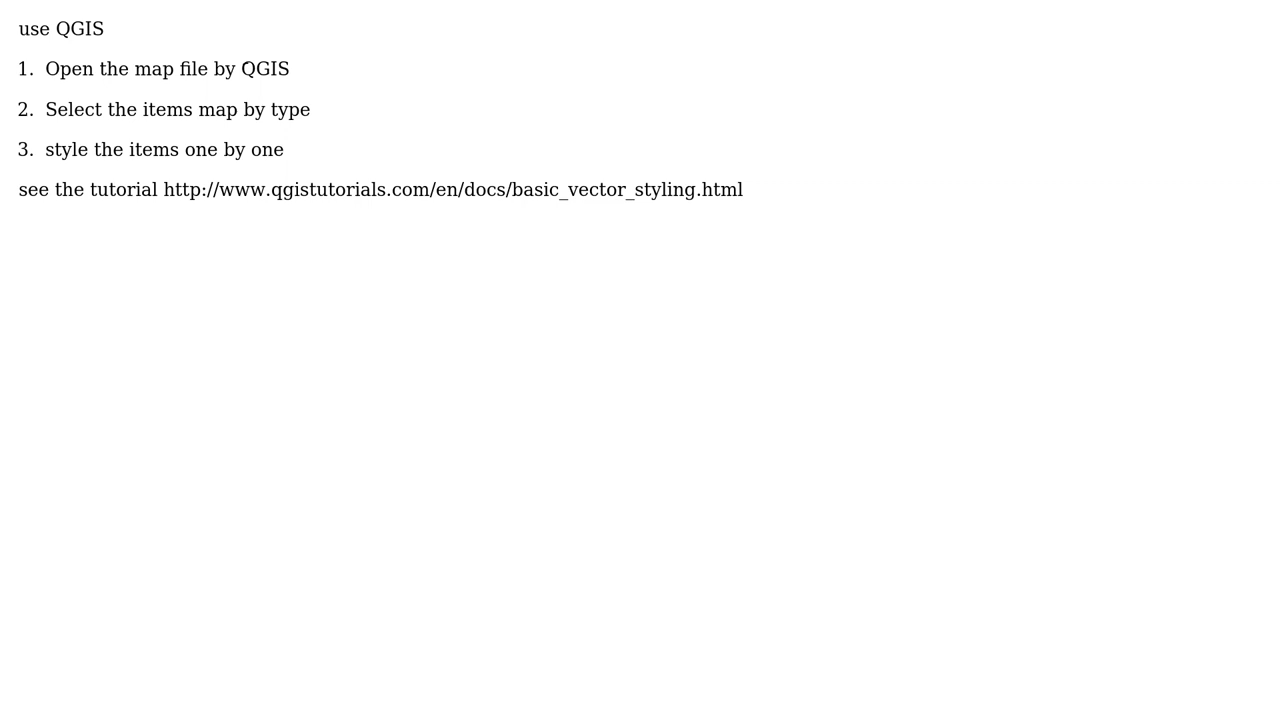 use QGIS
1. Open the map file by QGIS
2. Select the items map by type
3. style the items one by one
see the tutorial http://www.qgistutorials.com/en/docs/basic_vector_styling.html